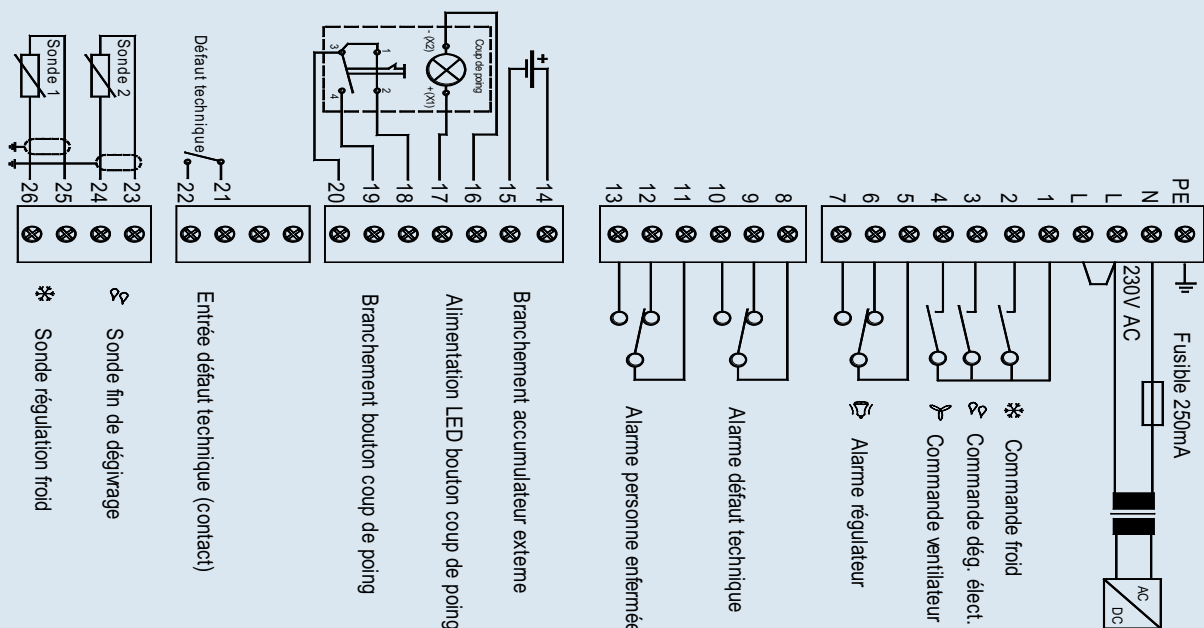 Sonde 1
Sonde 2
Défaut technique
Coup de poing
- (X2)
+ (X1)
3
1
4
2
+
26
25
24
23
22
21
20
19
18
17
16
15
14
13
12
11
10
9
8
7
6
5
4
3
2
1
L
L
N
PE
Sonde régulation froid
Sonde fin de dégivrage
Entrée défaut technique (contact)
Branchement bouton coup de poing
Alimentation LED bouton coup de poing
Branchement accumulateur externe
Alarme personne enfermée
Alarme défaut technique
Alarme régulateur
Commande ventilateur
Commande dég. élect.
Commande froid
230V AC
Fusible 250mA
AC
DC